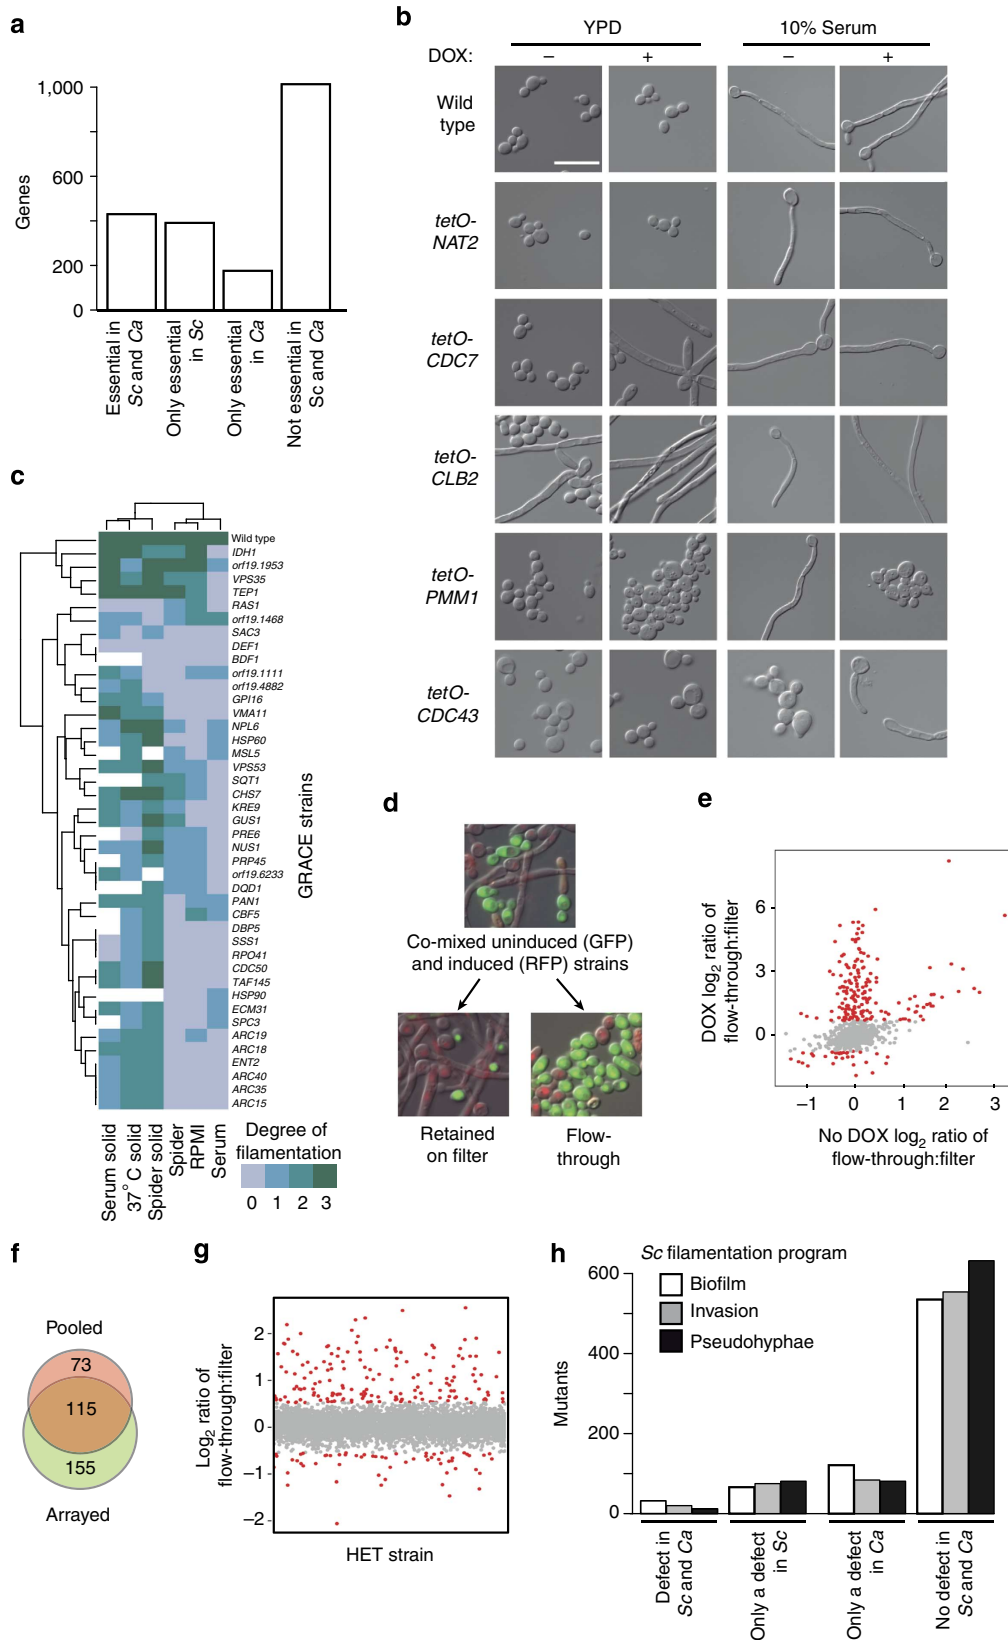 a
1,000
600
200
0
Genes
Essential in
Sc and Ca
Only essential
in Sc
Only essential
in Ca
Not essential in
Sc and Ca
b
YPD
10% Serum
DOX:
–
+
–
+
Wild
type
tetO-
NAT2
tetO-
CDC7
tetO-
CLB2
tetO-
PMM1
tetO-
CDC43
c
Wild type
IDH1
orf19.1953
VPS35
TEP1
RAS1
orf19.1468
SAC3
DEF1
BDF1
orf19.1111
orf19.4882
GPI16
VMA11
NPL6
HSP60
MSL5
VPS53
SQT1
CHS7
KRE9
GUS1
PRE6
NUS1
PRP45
orf19.6233
DQD1
PAN1
CBF5
DBP5
SSS1
RPO41
CDC50
TAF145
HSP90
ECM31
SPC3
ARC19
ARC18
ENT2
ARC40
ARC35
ARC15
GRACE strains
Serum solid
37° C solid
Spider solid
Spider
RPMI
Serum
Degree of
filamentation
0 1 2 3
d
Co-mixed uninduced (GFP)
and induced (RFP) strains
Retained
on filter
Flow-
through
e
DOX log2 ratio of
flow-through:filter
6
3
0
–1 0 1 2 3
No DOX log2 ratio of
flow-through:filter
f
Pooled
73
115
155
Arrayed
g
Log2 ratio of
flow-through:filter
2
1
0
–1
–2
HET strain
h
Sc filamentation program
Biofilm
Invasion
Pseudohyphae
600
400
200
0
Mutants
Defect in
Sc and Ca
Only a defect
in Sc
Only a defect
in Ca
No defect in
Sc and Ca